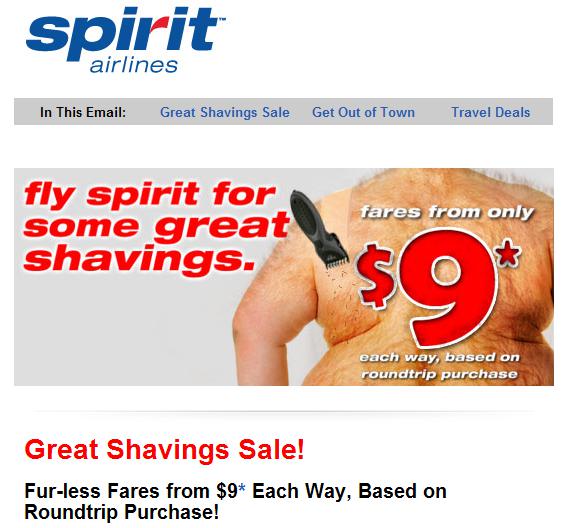 spirit™
airlines
In This Email: Great Shavings Sale Get Out of Town Travel Deals
fly spirit for
some great
shavings.
fares from only
$9*
each way, based on
roundtrip purchase
Great Shavings Sale!
Fur-less Fares from $9* Each Way, Based on
Roundtrip Purchase!